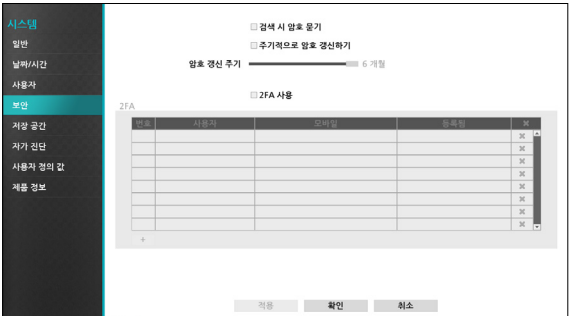 시스템
일반
날짜/시간
사용자
보안
저장 공간
자가 진단
사용자 정의 값
제품 정보
검색 시 암호 묻기
주기적으로 암호 갱신하기
암호 갱신 주기 6 개월
2FA 사용
2FA
번호 사용자 모바일 등록됨
적용 확인 취소